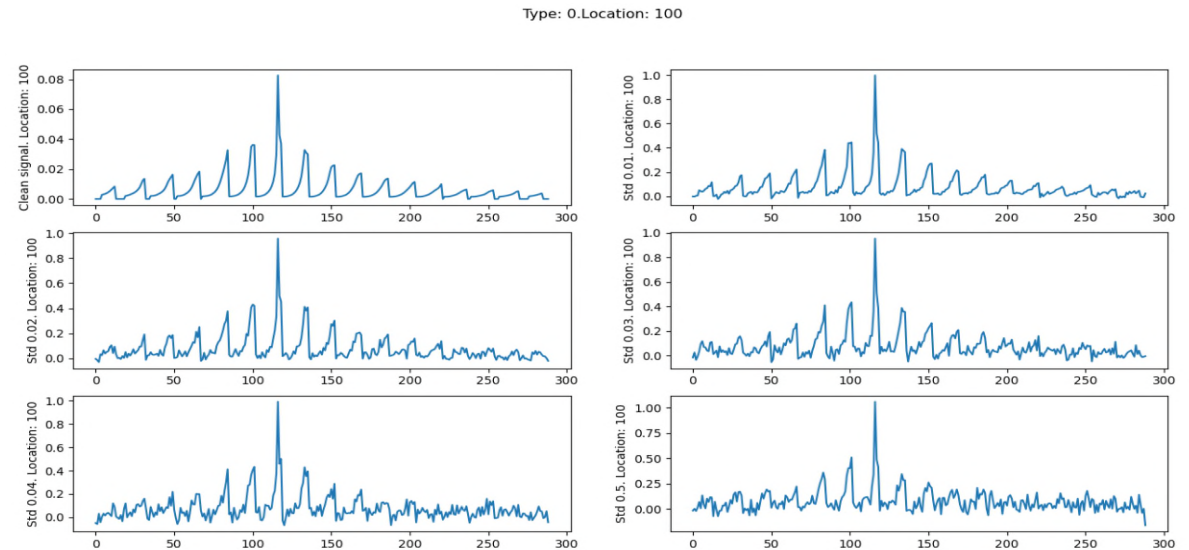 Type: 0.Location: 100
Clean signal. Location: 100
0.08
0.06
0.04
0.02
0.00
0 50 100 150 200 250 300
Std 0.01. Location: 100
1.0
0.8
0.6
0.4
0.2
0.0
0 50 100 150 200 250 300
Std 0.02. Location: 100
1.0
0.8
0.6
0.4
0.2
0.0
0 50 100 150 200 250 300
Std 0.03. Location: 100
1.0
0.8
0.6
0.4
0.2
0.0
0 50 100 150 200 250 300
Std 0.04. Location: 100
1.0
0.8
0.6
0.4
0.2
0.0
0 50 100 150 200 250 300
Std 0.5. Location: 100
1.00
0.75
0.50
0.25
0.00
0 50 100 150 200 250 300